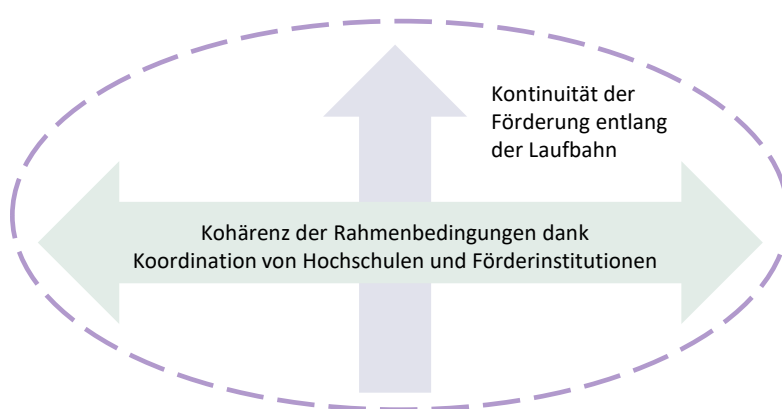 Kontinuität der
Förderung entlang
der Laufbahn
Kohärenz der Rahmenbedingungen dank
Koordination von Hochschulen und Förderinstitutionen